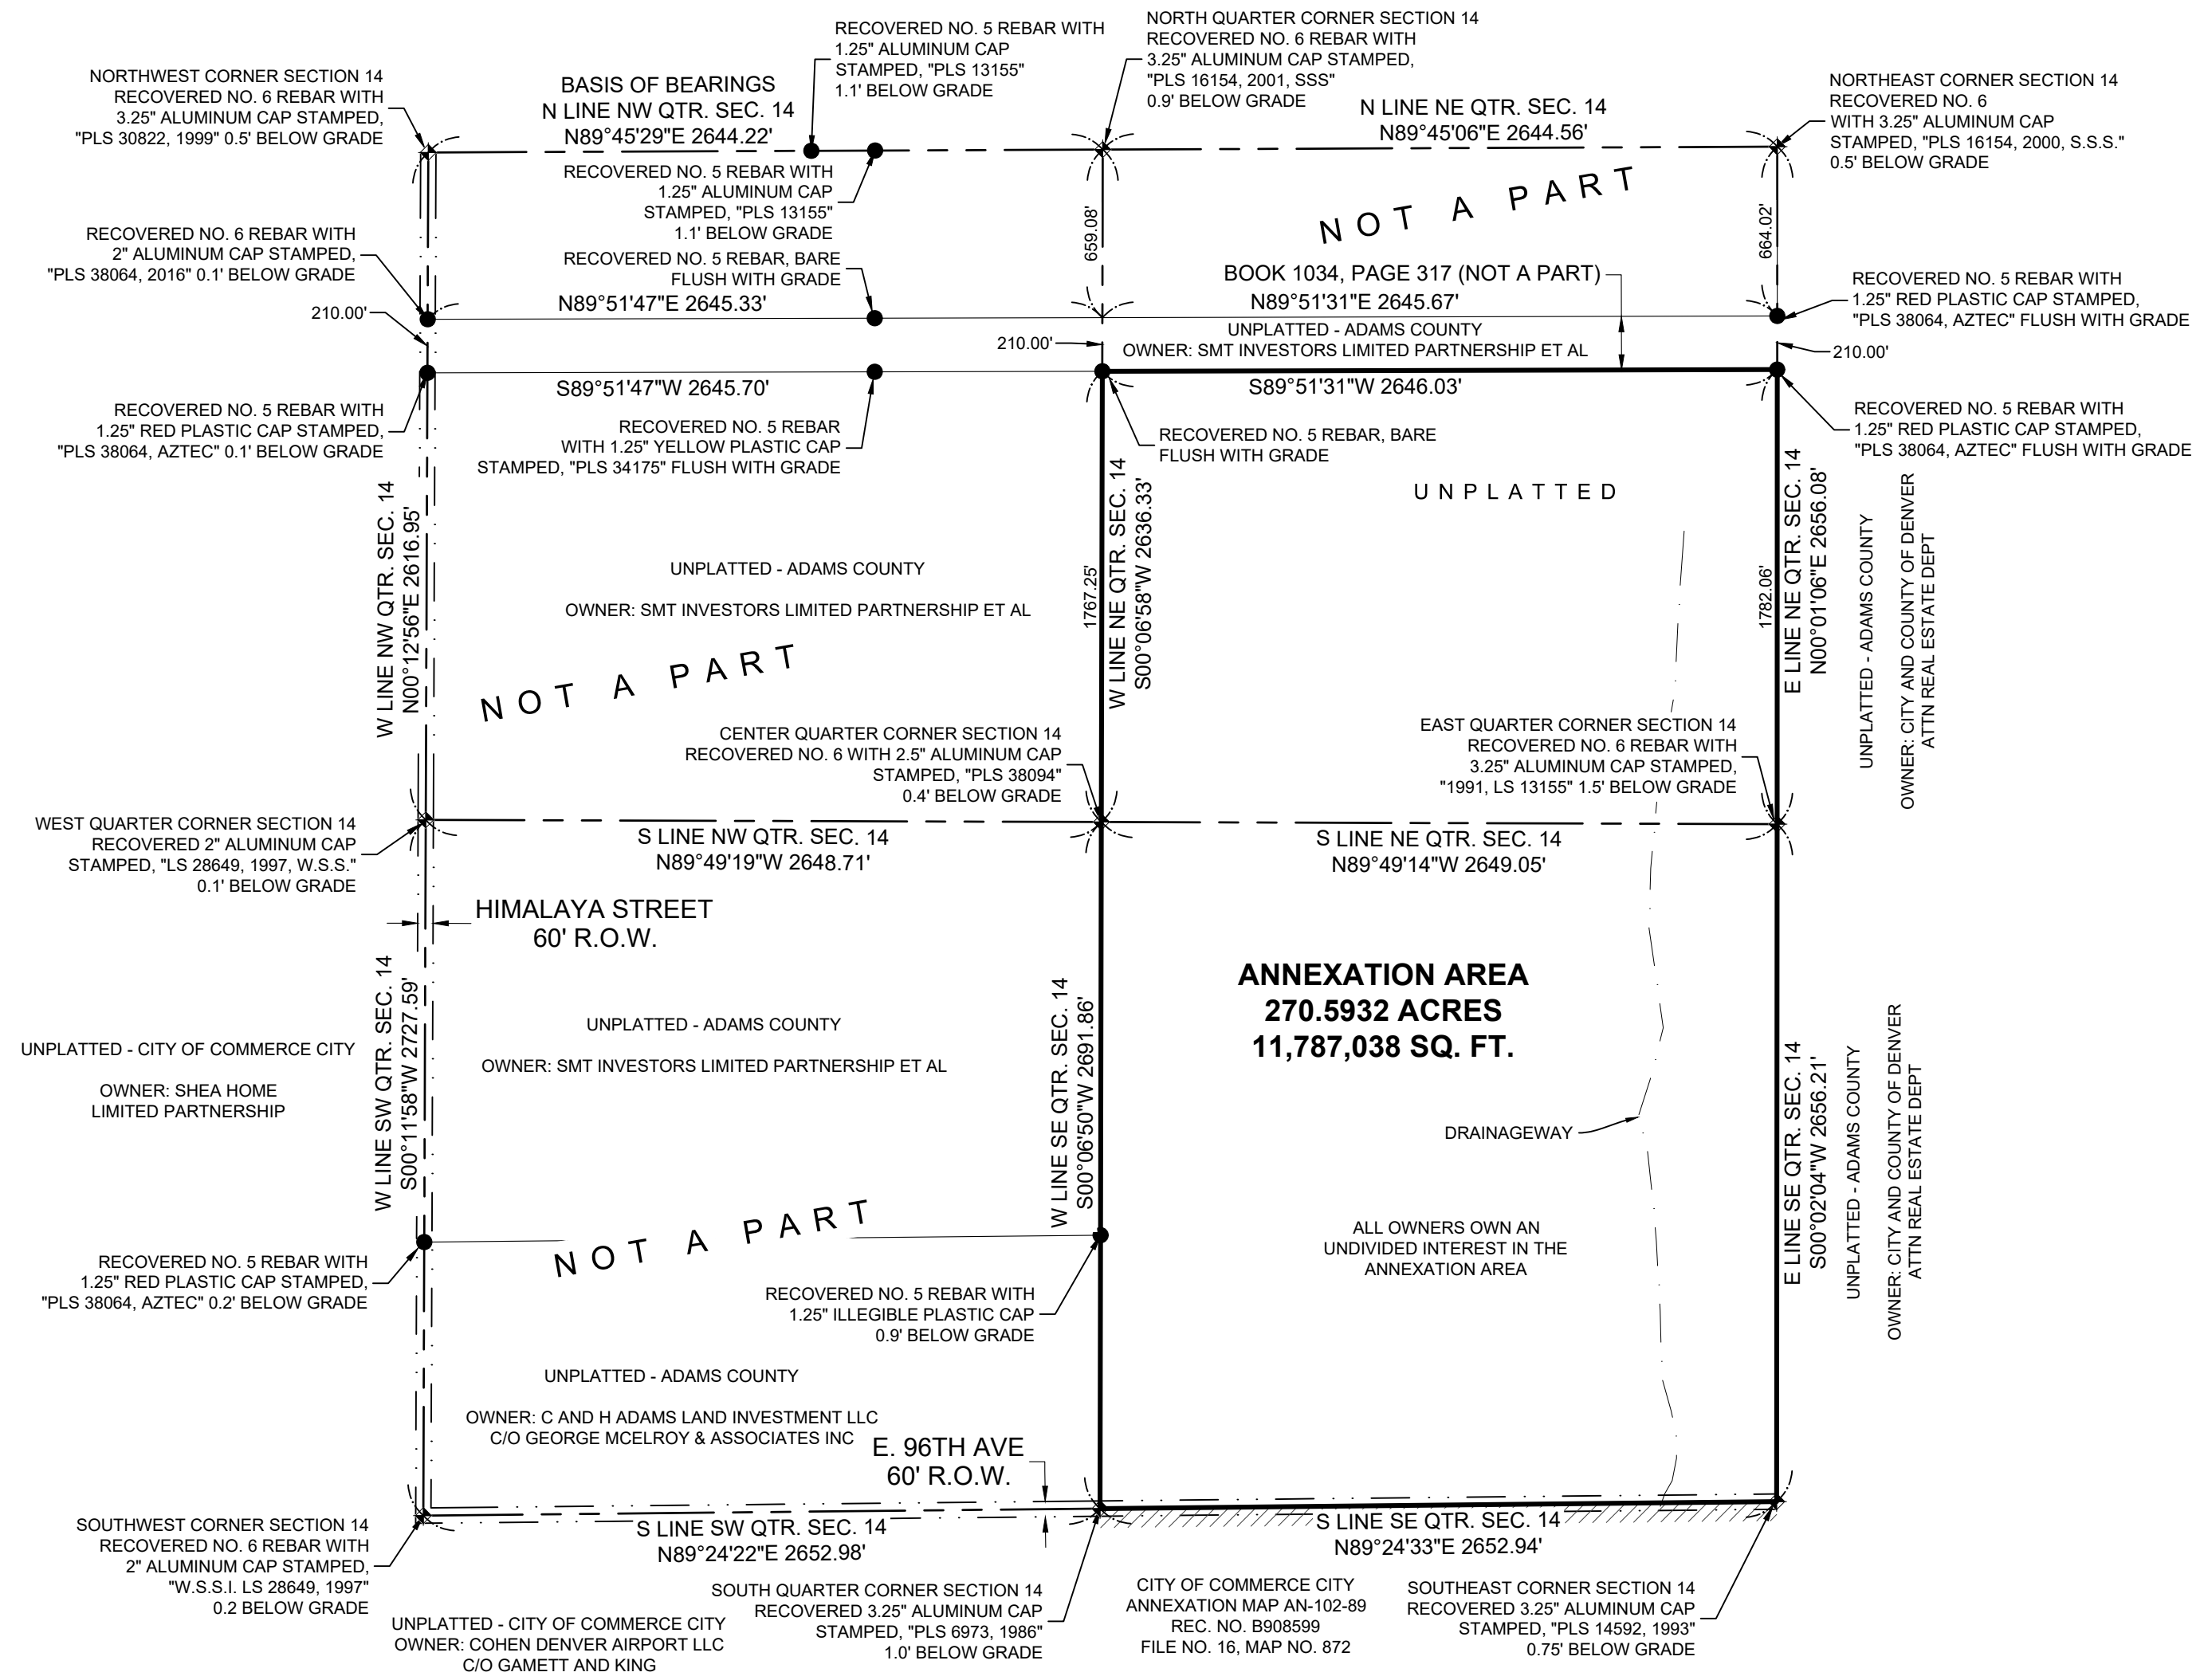 RECOVERED NO. 5 REBAR WITH
1.25" ALUMINUM CAP
STAMPED, "PLS 13155"
1.1' BELOW GRADE
NORTH QUARTER CORNER SECTION 14
RECOVERED NO. 6 REBAR WITH
3.25" ALUMINUM CAP STAMPED,
"PLS 16154, 2001, SSS"
0.9' BELOW GRADE
NORTHWEST CORNER SECTION 14
RECOVERED NO. 6 REBAR WITH
3.25" ALUMINUM CAP STAMPED,
"PLS 30822, 1999" 0.5' BELOW GRADE
BASIS OF BEARINGS
N LINE NW QTR. SEC. 14
N89°45'29"E 2644.22'
N LINE NE QTR. SEC. 14
N89°45'06"E 2644.56'
NORTHEAST CORNER SECTION 14
RECOVERED NO. 6
WITH 3.25" ALUMINUM CAP
STAMPED, "PLS 16154, 2000, S.S.S."
0.5' BELOW GRADE
RECOVERED NO. 5 REBAR WITH
1.25" ALUMINUM CAP
STAMPED, "PLS 13155"
1.1' BELOW GRADE
NOT A PART
659.08'
664.02'
RECOVERED NO. 6 REBAR WITH
2" ALUMINUM CAP STAMPED,
"PLS 38064, 2016" 0.1' BELOW GRADE
RECOVERED NO. 5 REBAR, BARE
FLUSH WITH GRADE
N89°51'47"E 2645.33'
BOOK 1034, PAGE 317 (NOT A PART)
N89°51'31"E 2645.67'
RECOVERED NO. 5 REBAR WITH
1.25" RED PLASTIC CAP STAMPED,
"PLS 38064, AZTEC" FLUSH WITH GRADE
210.00'
210.00'
UNPLATTED - ADAMS COUNTY
OWNER: SMT INVESTORS LIMITED PARTNERSHIP ET AL
210.00'
S89°51'47"W 2645.70'
S89°51'31"W 2646.03'
RECOVERED NO. 5 REBAR WITH
1.25" RED PLASTIC CAP STAMPED,
"PLS 38064, AZTEC" 0.1' BELOW GRADE
RECOVERED NO. 5 REBAR
WITH 1.25" YELLOW PLASTIC CAP
STAMPED, "PLS 34175" FLUSH WITH GRADE
RECOVERED NO. 5 REBAR, BARE
FLUSH WITH GRADE
RECOVERED NO. 5 REBAR WITH
1.25" RED PLASTIC CAP STAMPED,
"PLS 38064, AZTEC" FLUSH WITH GRADE
UNPLATTED
W LINE NW QTR. SEC. 14
N00°12'56"E 2616.95'
UNPLATTED - ADAMS COUNTY
OWNER: SMT INVESTORS LIMITED PARTNERSHIP ET AL
1767.25'
W LINE NE QTR. SEC. 14
S00°06'58"W 2636.33'
1782.06'
E LINE NE QTR. SEC. 14
N00°01'06"E 2656.08'
UNPLATTED - ADAMS COUNTY
OWNER: CITY AND COUNTY OF DENVER
ATTN REAL ESTATE DEPT
NOT A PART
CENTER QUARTER CORNER SECTION 14
RECOVERED NO. 6 WITH 2.5" ALUMINUM CAP
STAMPED, "PLS 38094"
0.4' BELOW GRADE
EAST QUARTER CORNER SECTION 14
RECOVERED NO. 6 REBAR WITH
3.25" ALUMINUM CAP STAMPED,
"1991, LS 13155" 1.5' BELOW GRADE
WEST QUARTER CORNER SECTION 14
RECOVERED 2" ALUMINUM CAP
STAMPED, "LS 28649, 1997, W.S.S."
0.1' BELOW GRADE
S LINE NW QTR. SEC. 14
N89°49'19"W 2648.71'
S LINE NE QTR. SEC. 14
N89°49'14"W 2649.05'
HIMALAYA STREET
60' R.O.W.
ANNEXATION AREA
270.5932 ACRES
11,787,038 SQ. FT.
UNPLATTED - CITY OF COMMERCE CITY
OWNER: SHEA HOME
LIMITED PARTNERSHIP
W LINE SW QTR. SEC. 14
S00°11'58"W 2727.59'
UNPLATTED - ADAMS COUNTY
OWNER: SMT INVESTORS LIMITED PARTNERSHIP ET AL
W LINE SE QTR. SEC. 14
S00°06'50"W 2691.86'
DRAINAGEWAY
E LINE SE QTR. SEC. 14
S00°02'04"W 2656.21'
UNPLATTED - ADAMS COUNTY
OWNER: CITY AND COUNTY OF DENVER
ATTN REAL ESTATE DEPT
NOT A PART
ALL OWNERS OWN AN
UNDIVIDED INTEREST IN THE
ANNEXATION AREA
RECOVERED NO. 5 REBAR WITH
1.25" RED PLASTIC CAP STAMPED,
"PLS 38064, AZTEC" 0.2' BELOW GRADE
RECOVERED NO. 5 REBAR WITH
1.25" ILLEGIBLE PLASTIC CAP
0.9' BELOW GRADE
UNPLATTED - ADAMS COUNTY
OWNER: C AND H ADAMS LAND INVESTMENT LLC
C/O GEORGE MCELROY & ASSOCIATES INC
E. 96TH AVE
60' R.O.W.
SOUTHWEST CORNER SECTION 14
RECOVERED NO. 6 REBAR WITH
2" ALUMINUM CAP STAMPED,
"W.S.S.I. LS 28649, 1997"
0.2 BELOW GRADE
S LINE SW QTR. SEC. 14
N89°24'22"E 2652.98'
S LINE SE QTR. SEC. 14
N89°24'33"E 2652.94'
UNPLATTED - CITY OF COMMERCE CITY
OWNER: COHEN DENVER AIRPORT LLC
C/O GAMETT AND KING
SOUTH QUARTER CORNER SECTION 14
RECOVERED 3.25" ALUMINUM CAP
STAMPED, "PLS 6973, 1986"
1.0' BELOW GRADE
CITY OF COMMERCE CITY
ANNEXATION MAP AN-102-89
REC. NO. B908599
FILE NO. 16, MAP NO. 872
SOUTHEAST CORNER SECTION 14
RECOVERED 3.25" ALUMINUM CAP
STAMPED, "PLS 14592, 1993"
0.75' BELOW GRADE